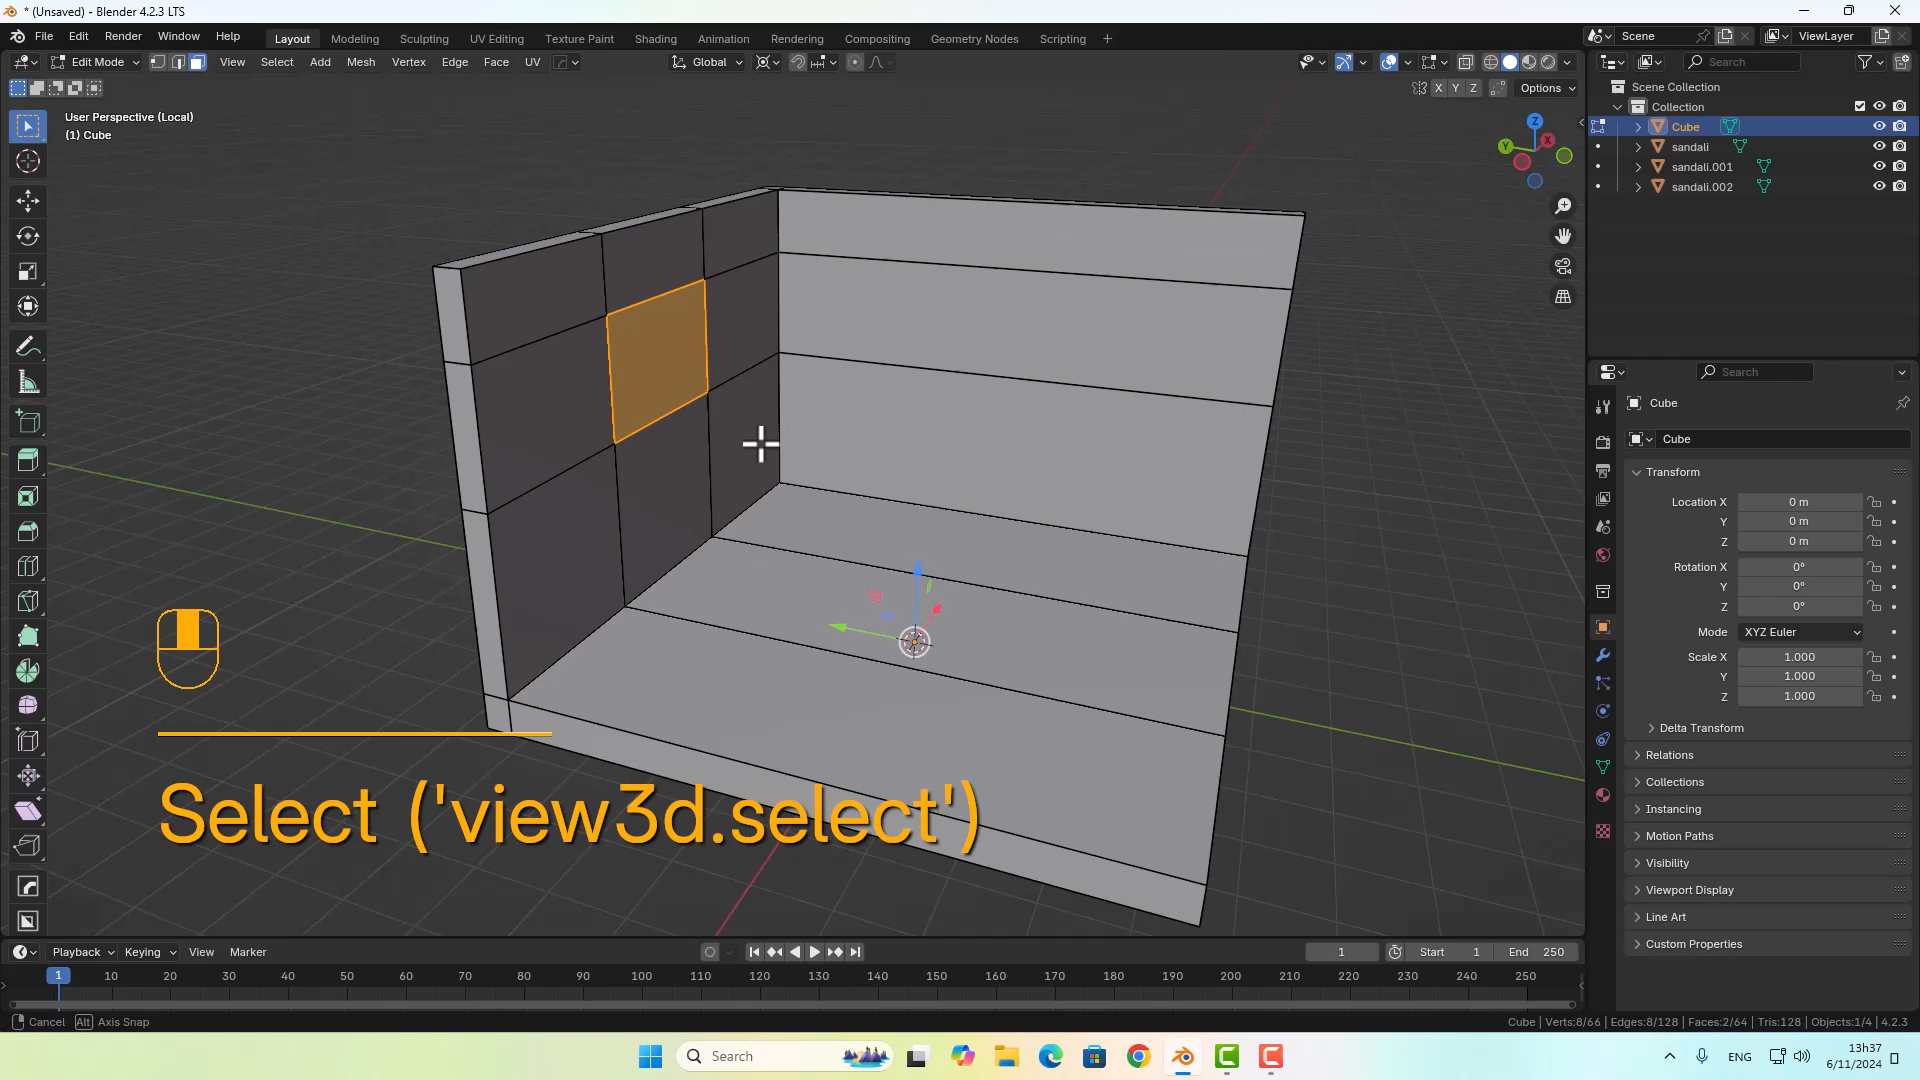 * (Unsaved) - Blender 4.2.3 LTS
File Edit Render Window Help
Layout Modeling Sculpting UV Editing Texture Paint Shading Animation Rendering Compositing Geometry Nodes Scripting +
Scene ViewLayer
Edit Mode View Select Add Mesh Vertex Edge Face UV Global
Search
X Y Z Options
User Perspective (Local)
(1) Cube
Z
Y
X
Scene Collection
Collection
Cube
sandali
sandali.001
sandali.002
Search
Cube
Cube
Transform
Location X 0 m
Y 0 m
Z 0 m
Rotation X 0°
Y 0°
Z 0°
Mode XYZ Euler
Scale X 1.000
Y 1.000
Z 1.000
Delta Transform
Relations
Collections
Instancing
Motion Paths
Visibility
Viewport Display
Line Art
Custom Properties
Select ('view3d.select')
Playback Keying View Marker
1 Start 1 End 250
1 10 20 30 40 50 60 70 80 90 100 110 120 130 140 150 160 170 180 190 200 210 220 230 240 250
Cancel Alt Axis Snap
Cube | Verts:8/66 | Edges:8/128 | Faces:2/64 | Tris:128 | Objects:1/4 | 4.2.3
Search
ENG
13h37
6/11/2024